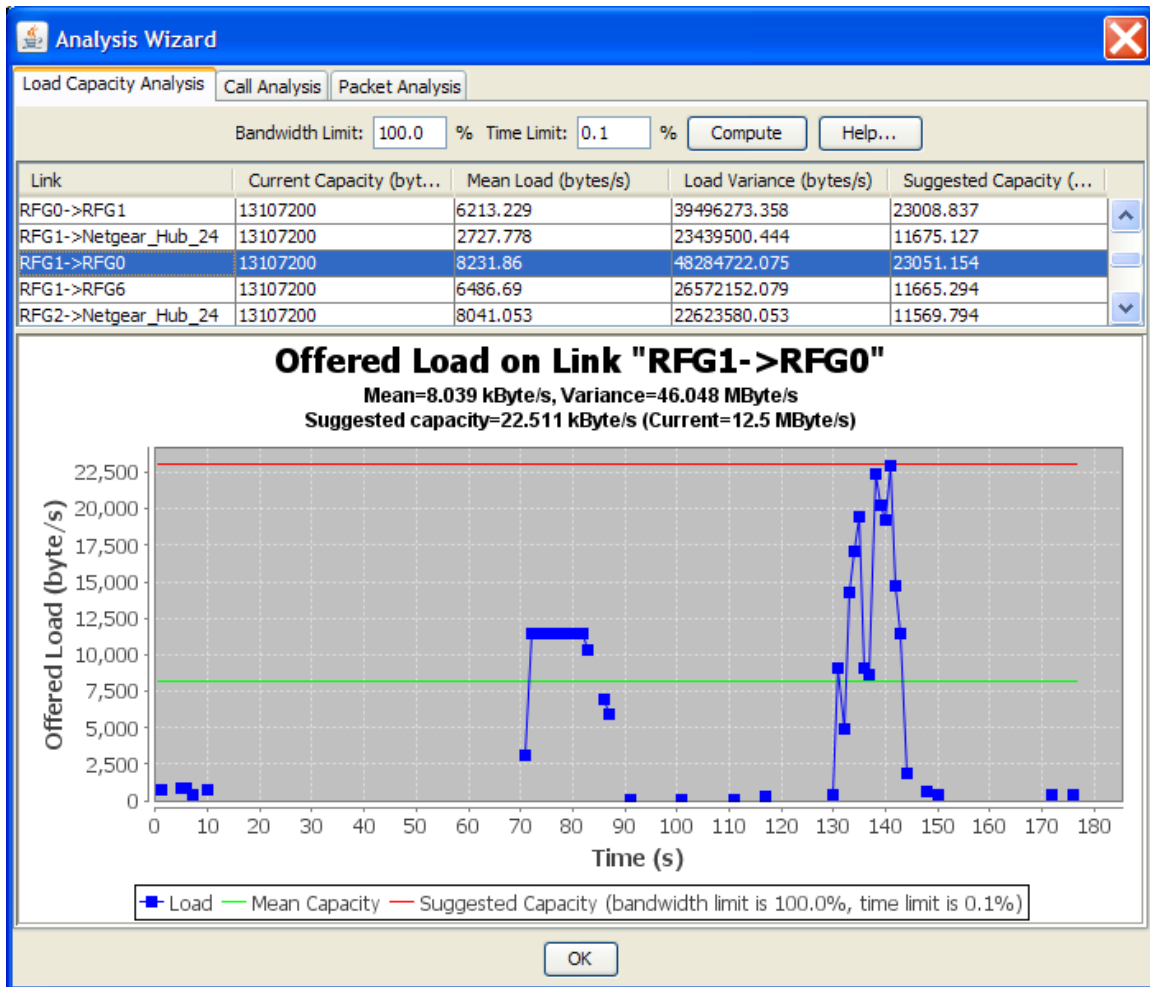 Analysis Wizard
Load Capacity Analysis Call Analysis Packet Analysis
Bandwidth Limit: 100.0 % Time Limit: 0.1 % Compute Help...
Link Current Capacity (byt... Mean Load (bytes/s) Load Variance (bytes/s) Suggested Capacity (...
RFG0->RFG1 13107200 6213.229 39496273.358 23008.837
RFG1->Netgear_Hub_24 13107200 2727.778 23439500.444 11675.127
RFG1->RFG0 13107200 8231.86 48284722.075 23051.154
RFG1->RFG6 13107200 6486.69 26572152.079 11665.294
RFG2->Netgear_Hub_24 13107200 8041.053 22623580.053 11569.794
Offered Load on Link "RFG1->RFG0"
Mean=8.039 kByte/s, Variance=46.048 MByte/s
Suggested capacity=22.511 kByte/s (Current=12.5 MByte/s)
Offered Load (byte/s)
22,500
20,000
17,500
15,000
12,500
10,000
7,500
5,000
2,500
0
0 10 20 30 40 50 60 70 80 90 100 110 120 130 140 150 160 170 180
Time (s)
Load Mean Capacity Suggested Capacity (bandwidth limit is 100.0%, time limit is 0.1%)
OK